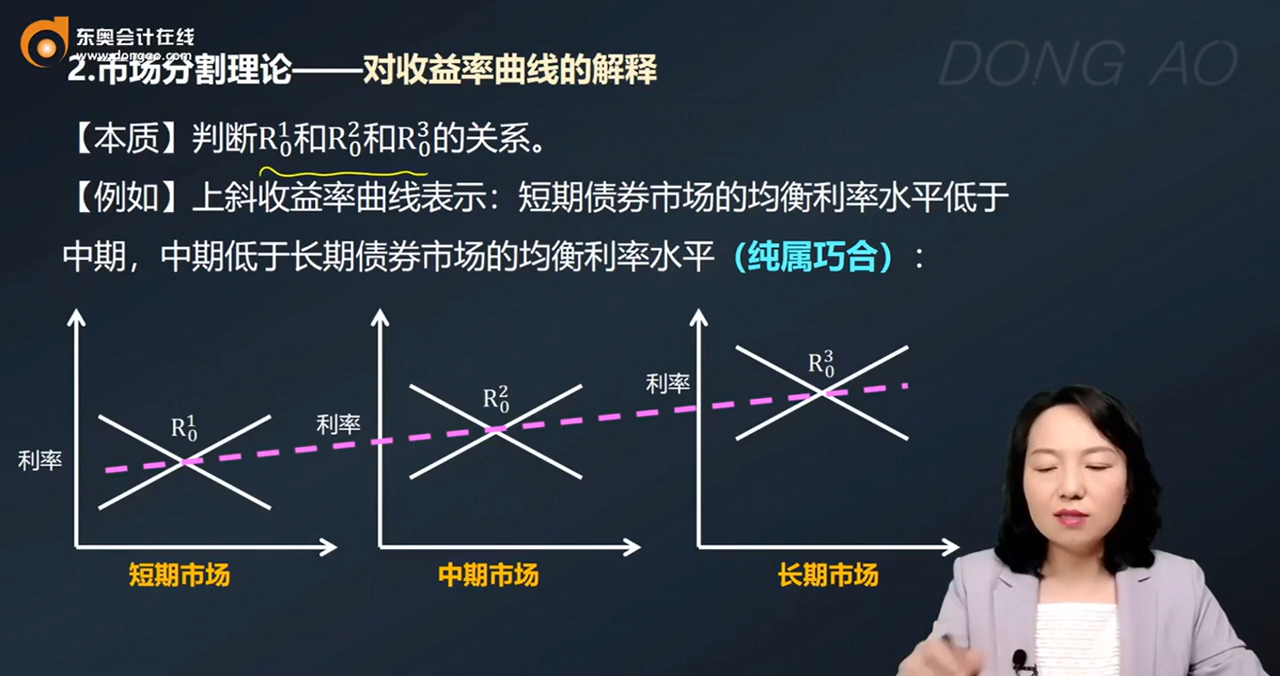 东奥会计在线
www.dongao.com
DONG AO
2.市场分割理论——对收益率曲线的解释
【本质】判断R₀¹和R₀²和R₀³的关系。
【例如】上斜收益率曲线表示：短期债券市场的均衡利率水平低于
中期，中期低于长期债券市场的均衡利率水平（纯属巧合）：
利率
R₀¹
短期市场
利率
R₀²
中期市场
利率
R₀³
长期市场